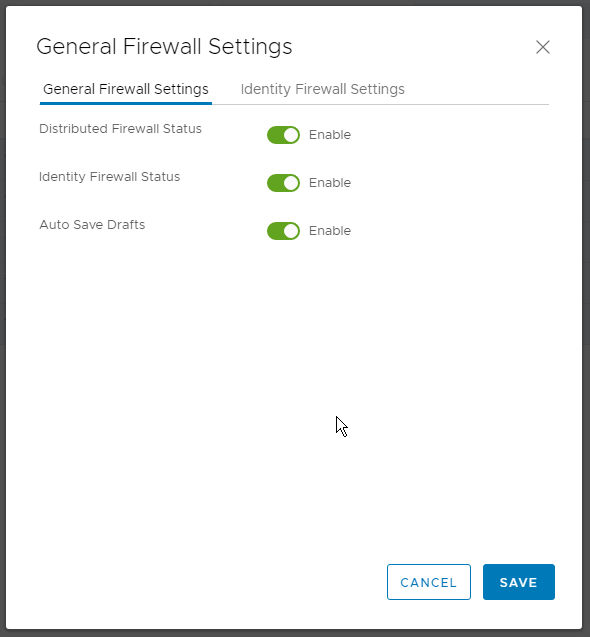 General Firewall Settings
General Firewall Settings Identity Firewall Settings
Distributed Firewall Status Enable
Identity Firewall Status Enable
Auto Save Drafts Enable
CANCEL SAVE